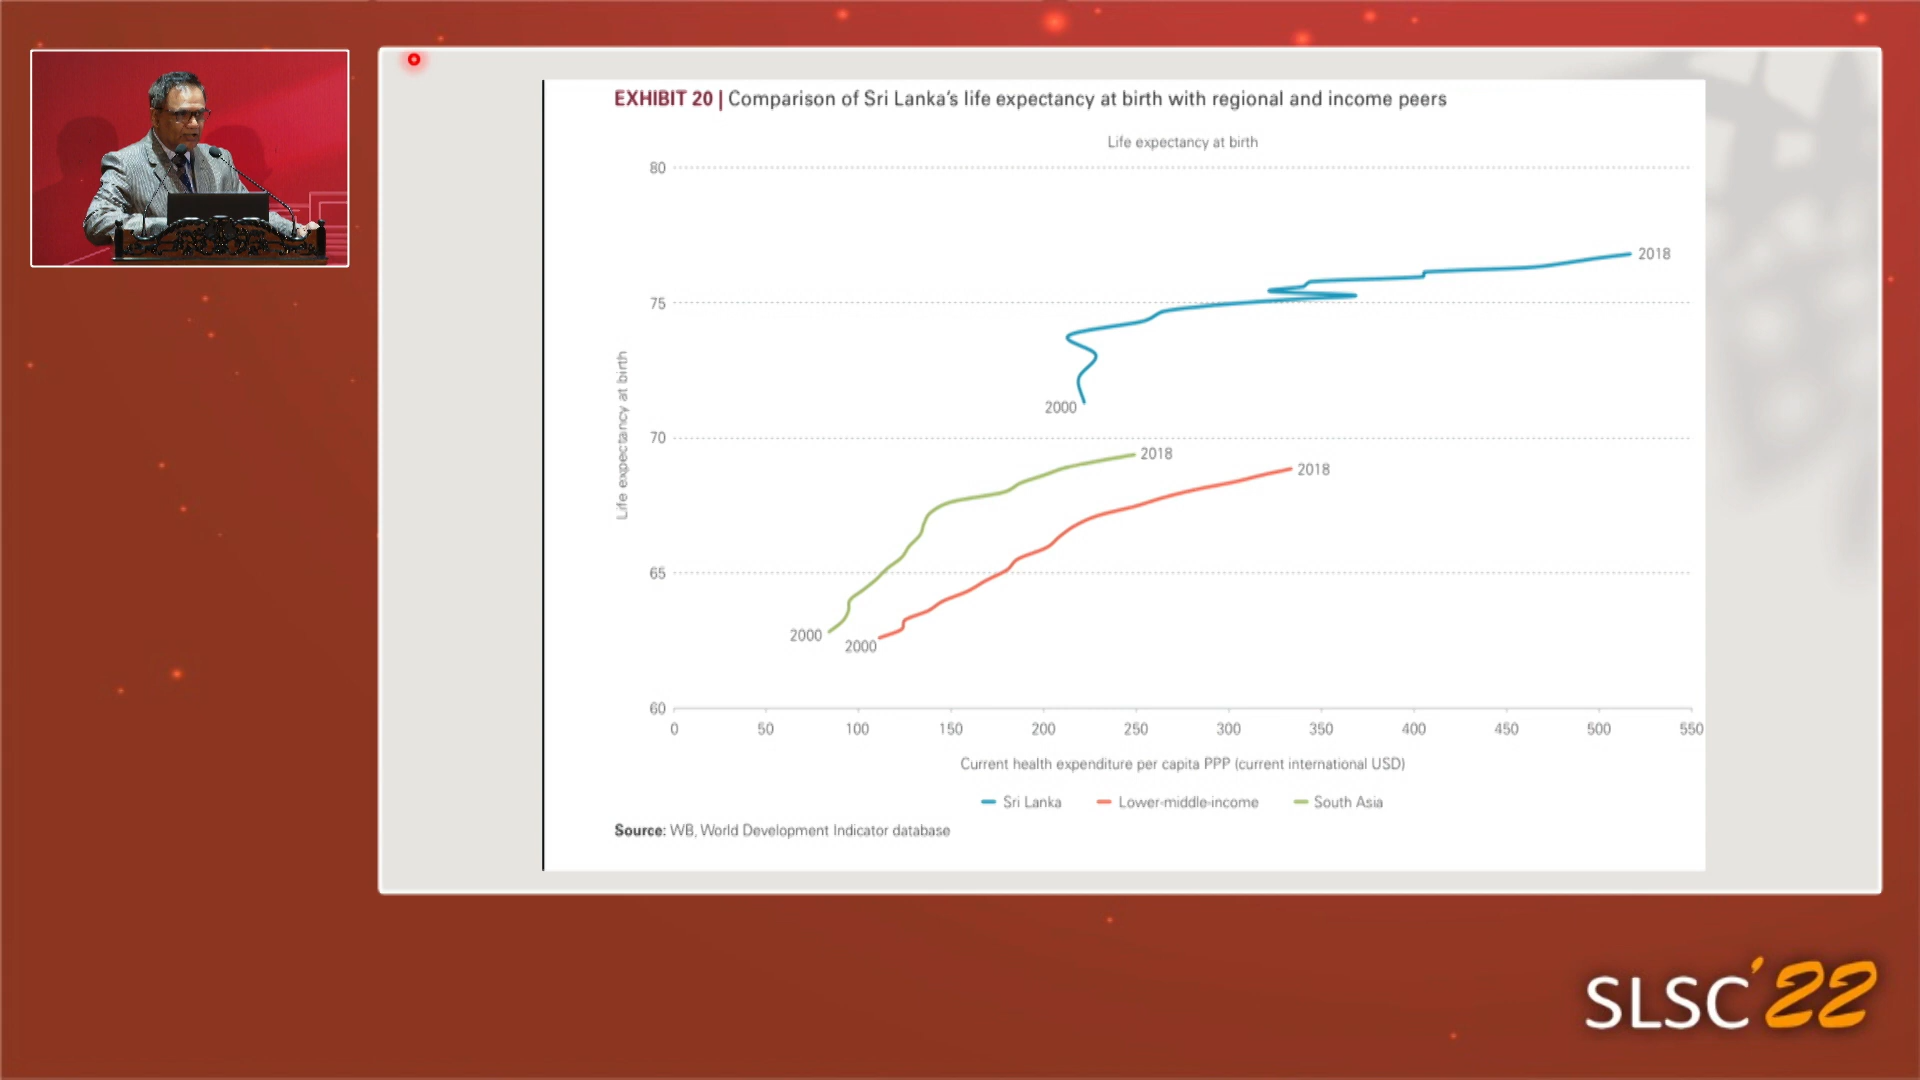 EXHIBIT 20 | Comparison of Sri Lanka's life expectancy at birth with regional and income peers
Life expectancy at birth
80
2018
75
2000
Life expectancy at birth
70
2018
2018
65
2000
2000
60
0 50 100 150 200 250 300 350 400 450 500 550
Current health expenditure per capita PPP (current international USD)
Sri Lanka Lower-middle-income South Asia
Source: WB, World Development Indicator database
SLSC'22